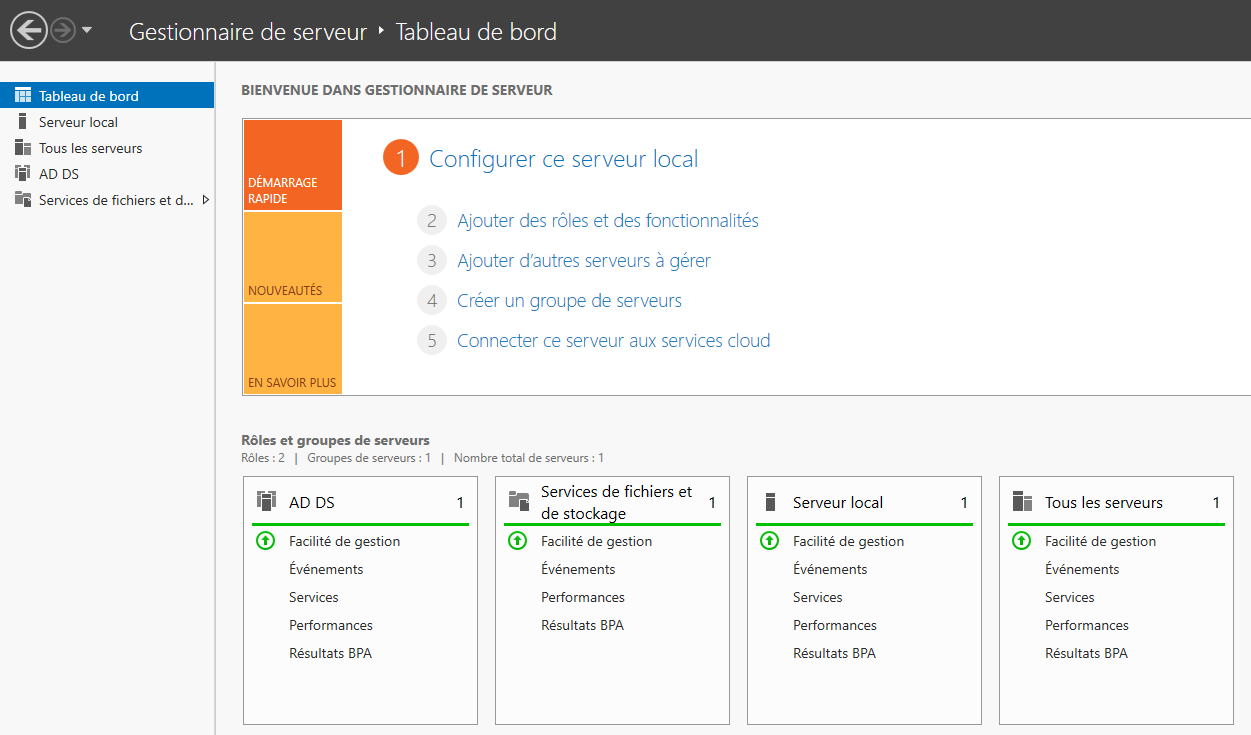 Gestionnaire de serveur ‣ Tableau de bord
Tableau de bord
Serveur local
Tous les serveurs
AD DS
Services de fichiers et d...
BIENVENUE DANS GESTIONNAIRE DE SERVEUR
DÉMARRAGE
RAPIDE
NOUVEAUTÉS
EN SAVOIR PLUS
1 Configurer ce serveur local
2 Ajouter des rôles et des fonctionnalités
3 Ajouter d’autres serveurs à gérer
4 Créer un groupe de serveurs
5 Connecter ce serveur aux services cloud
Rôles et groupes de serveurs
Rôles : 2 | Groupes de serveurs : 1 | Nombre total de serveurs : 1
AD DS 1
Facilité de gestion
Événements
Services
Performances
Résultats BPA
Services de fichiers et
de stockage
1
Facilité de gestion
Événements
Performances
Résultats BPA
Serveur local 1
Facilité de gestion
Événements
Services
Performances
Résultats BPA
Tous les serveurs 1
Facilité de gestion
Événements
Services
Performances
Résultats BPA